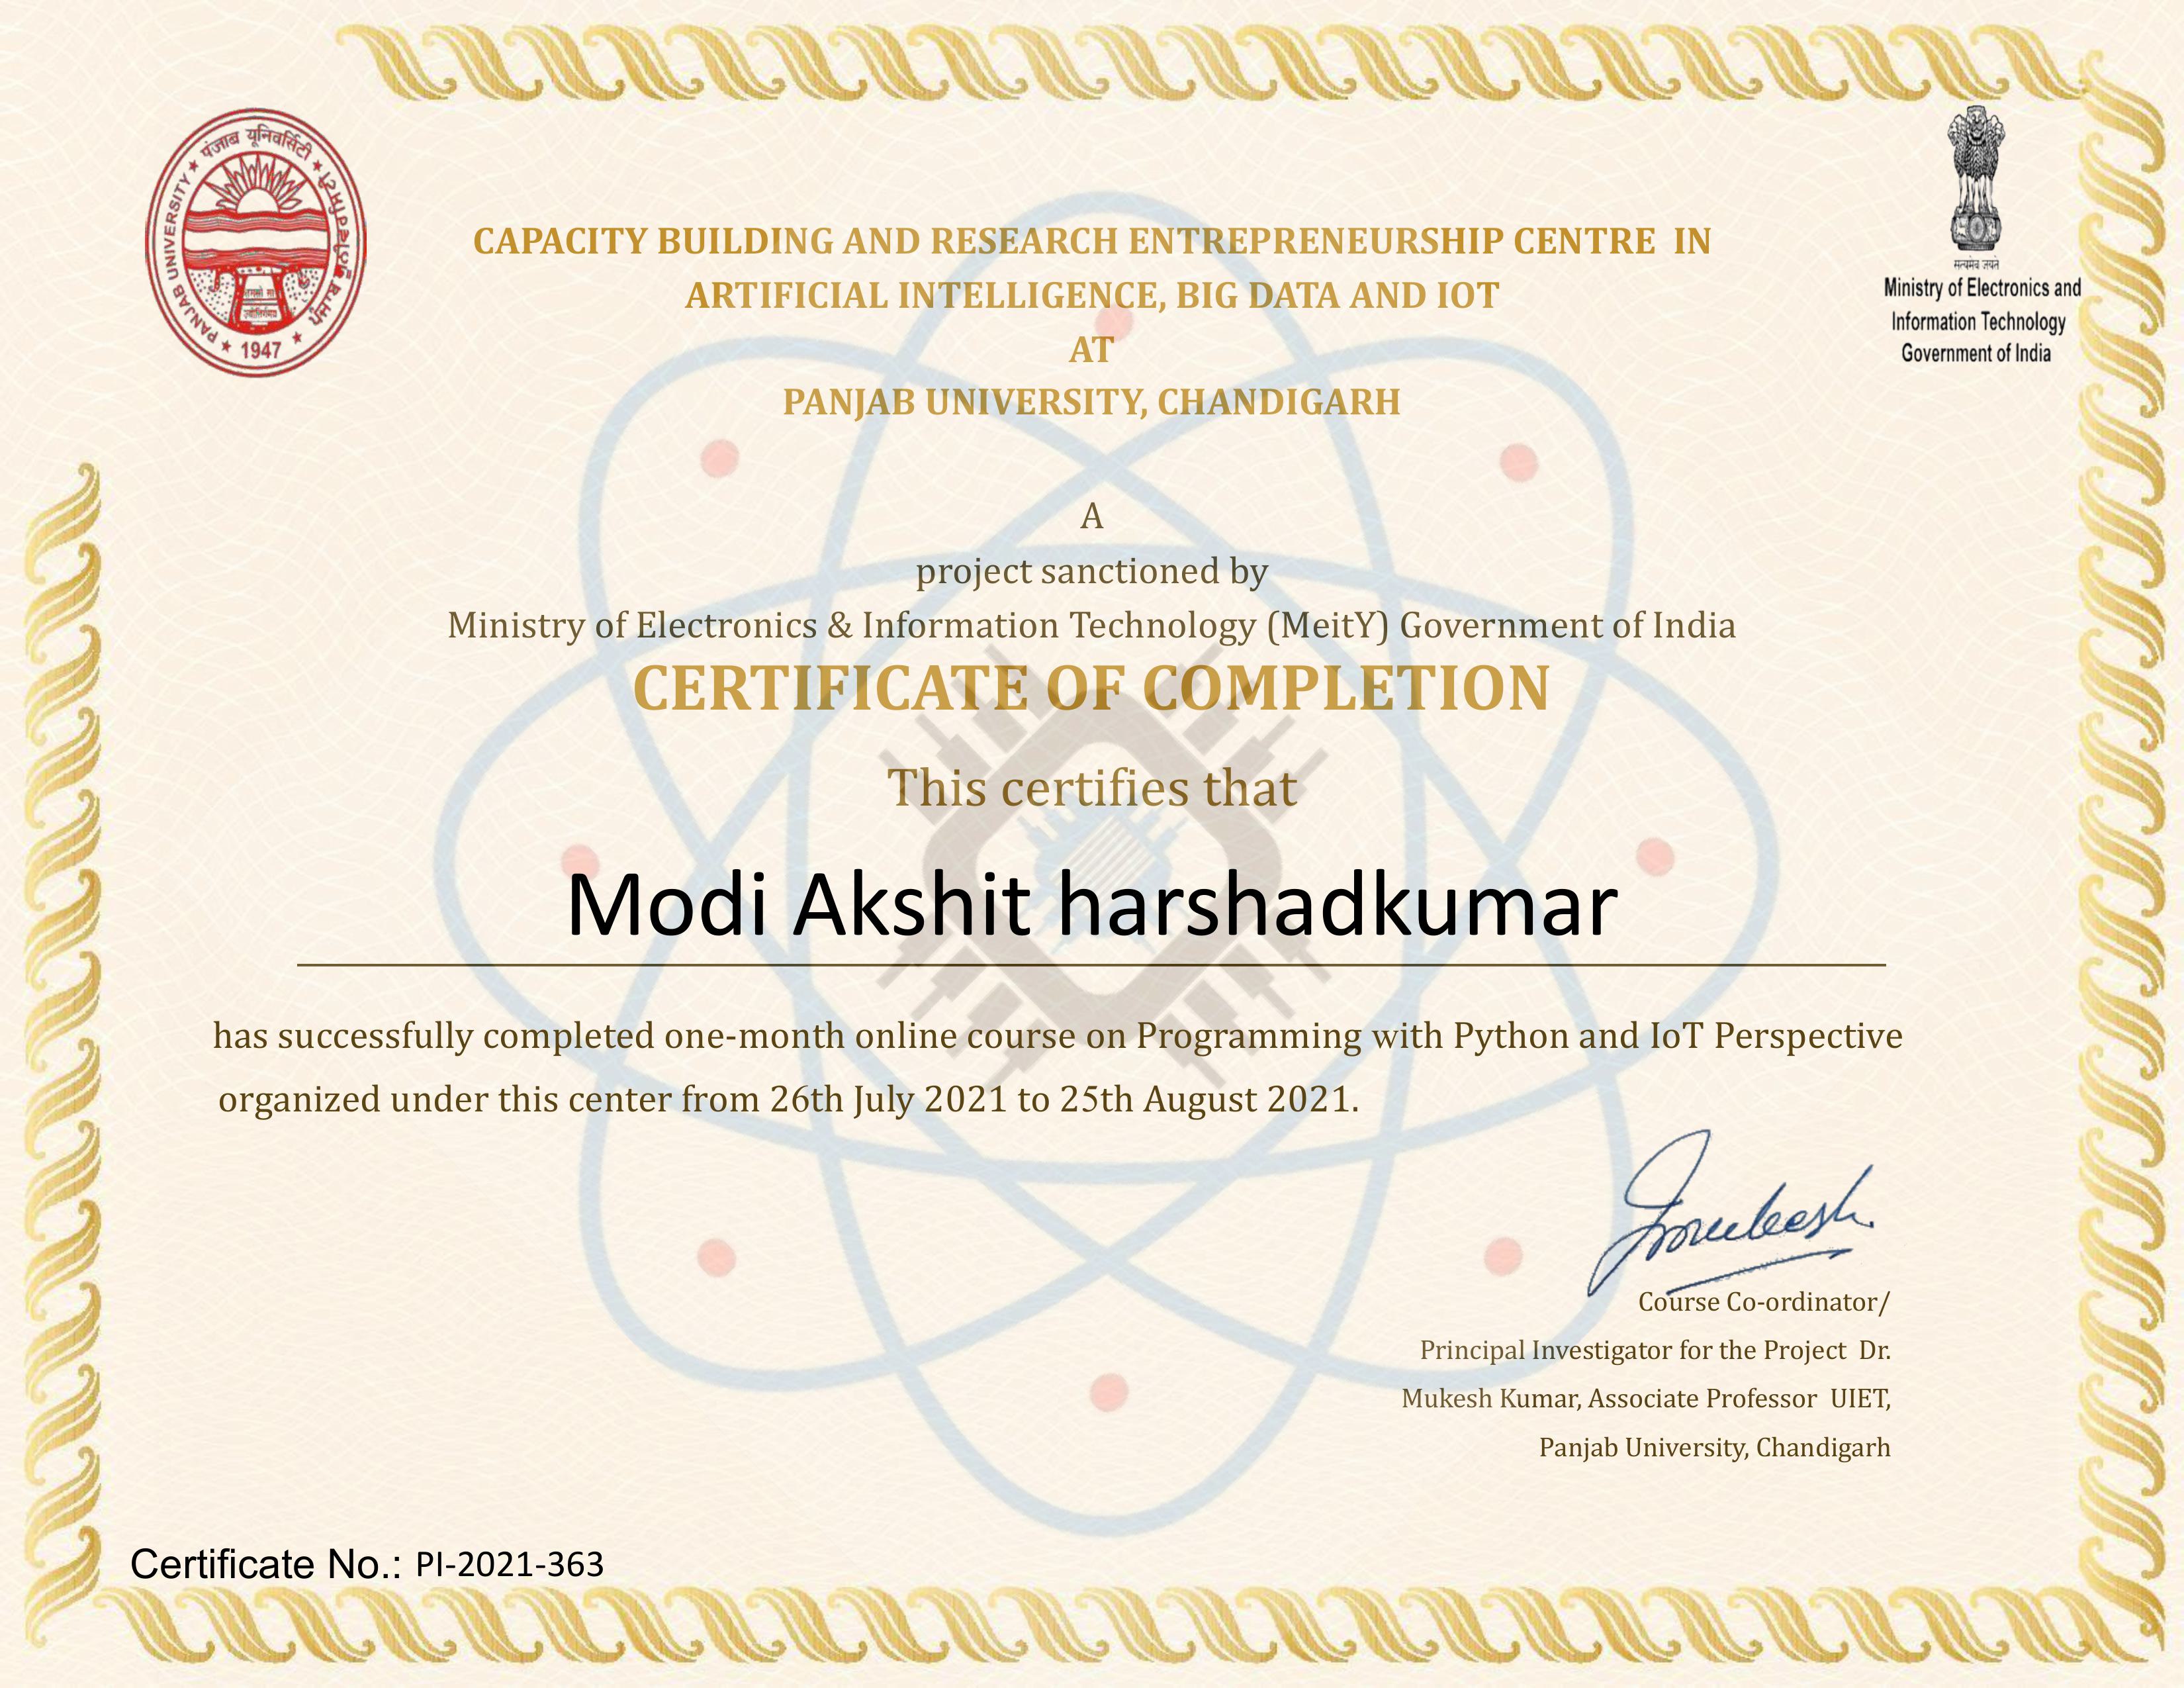 पंजाब यूनिवर्सिटी
PANJAB UNIVERSITY
1947
तमसो मा
ज्योतिर्गमय
सत्यमेव जयते
Ministry of Electronics and
Information Technology
Government of India
CAPACITY BUILDING AND RESEARCH ENTREPRENEURSHIP CENTRE IN
ARTIFICIAL INTELLIGENCE, BIG DATA AND IOT
AT
PANJAB UNIVERSITY, CHANDIGARH
A
project sanctioned by
Ministry of Electronics & Information Technology (MeitY) Government of India
CERTIFICATE OF COMPLETION
This certifies that
Modi Akshit harshadkumar
has successfully completed one-month online course on Programming with Python and IoT Perspective
organized under this center from 26th July 2021 to 25th August 2021.
Course Co-ordinator/
Principal Investigator for the Project Dr.
Mukesh Kumar, Associate Professor UIET,
Panjab University, Chandigarh
Certificate No.: PI-2021-363